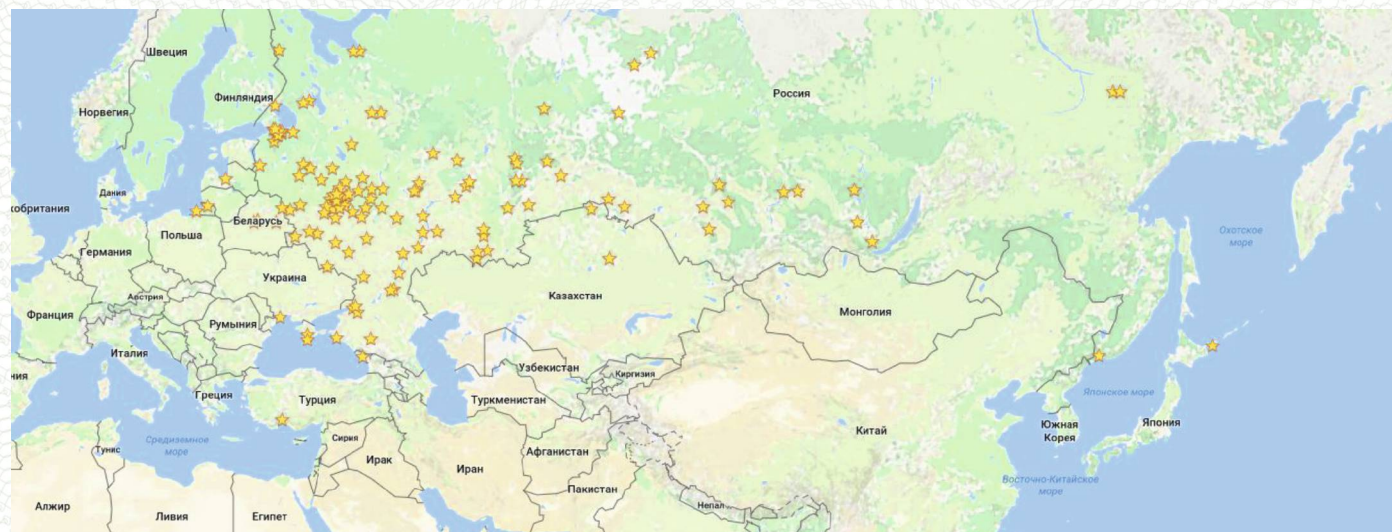 Швеция
Финляндия
Норвегия
Россия
Дания
кобритания
Беларусь
Польша
Германия
Украина
Австрия
Казахстан
Франция
Румыния
Монголия
Италия
Охотское
море
ния
Узбекистан
Киргизия
Греция
Турция
Туркменистан
Японское море
Китай
Южная
Корея
Япония
Средиземное
море
Тунис
Сирия
Ирак
Иран
Афганистан
Пакистан
Восточно-Китайское
море
Непал
Алжир
Ливия
Египет